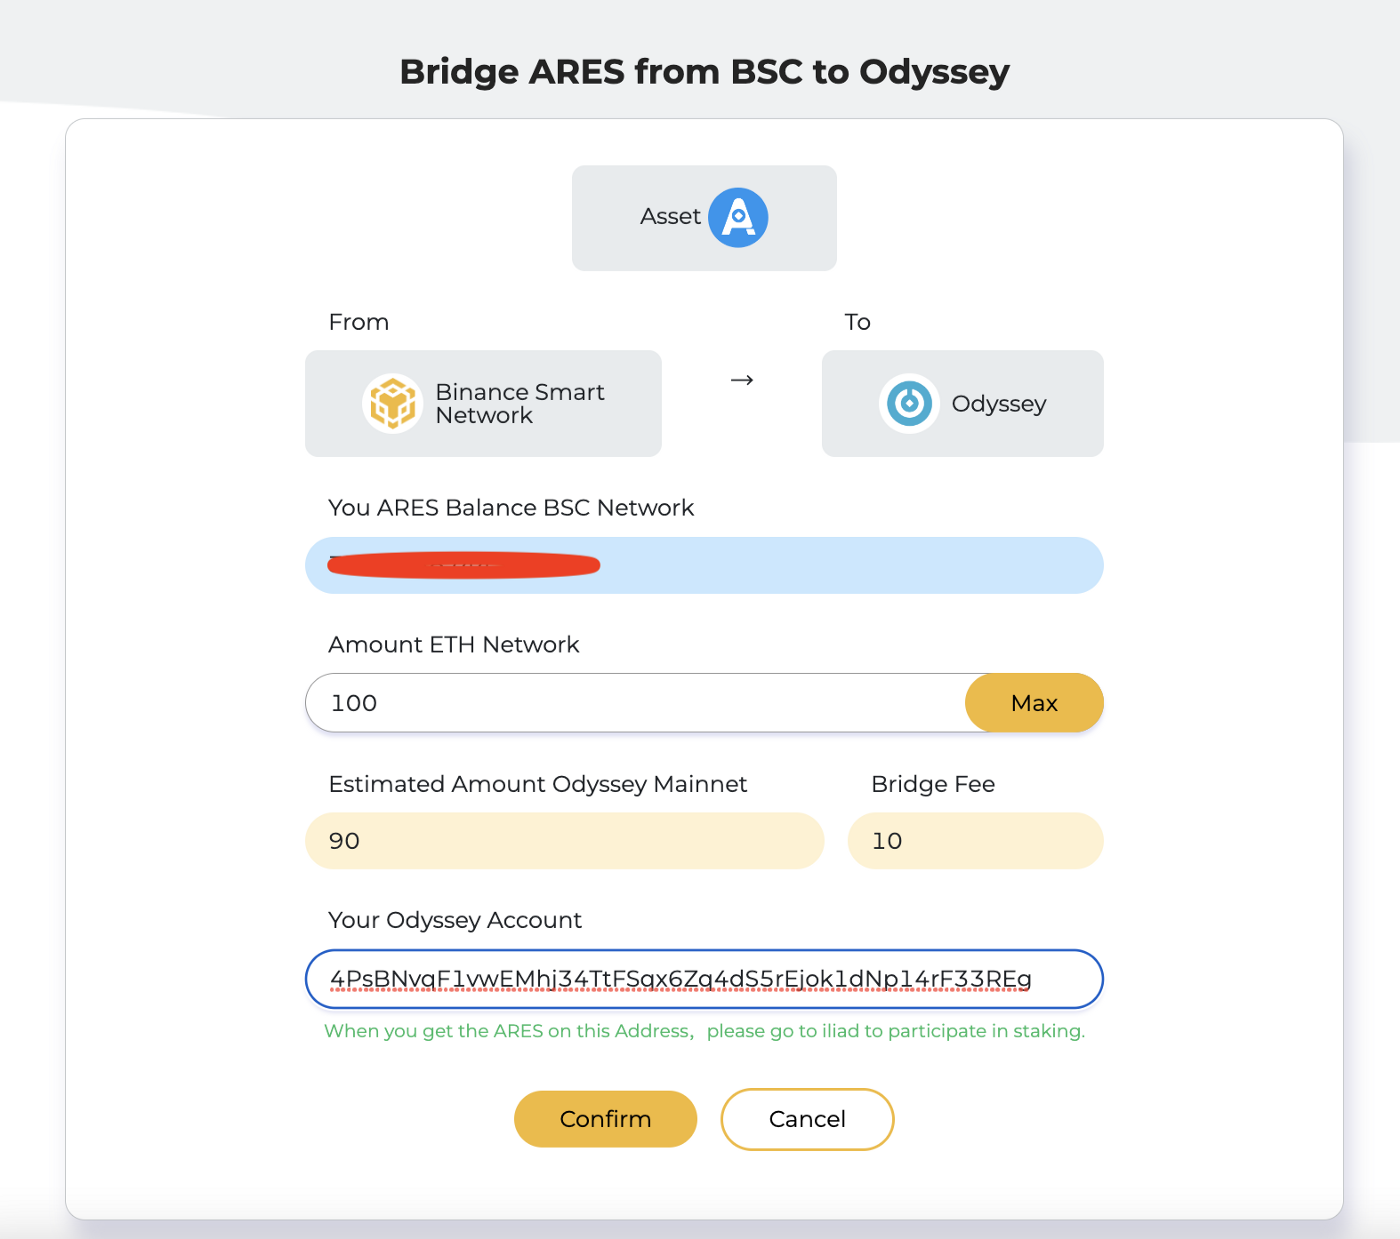 Bridge ARES from BSC to Odyssey
Asset
From
To
Binance Smart
Network
→
Odyssey
You ARES Balance BSC Network
Amount ETH Network
100
Max
Estimated Amount Odyssey Mainnet
Bridge Fee
90
10
Your Odyssey Account
4PsBNvqF1vwEMhj34TtFSqx6Zq4dS5rEjok1dNp14rF33REg
When you get the ARES on this Address，please go to iliad to participate in staking.
Confirm
Cancel